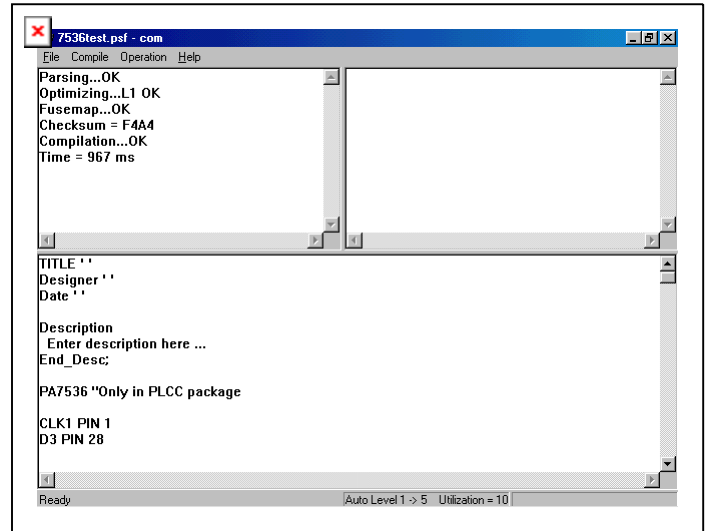 7536test.psf - com
File Compile Operation Help
Parsing...OK
Optimizing...L1 OK
Fusemap...OK
Checksum = F4A4
Compilation...OK
Time = 967 ms
TITLE ' '
Designer ' '
Date ' '
Description
Enter description here ...
End_Desc;
PA7536 "Only in PLCC package
CLK1 PIN 1
D3 PIN 28
Ready
Auto Level 1 -> 5 Utilization = 10